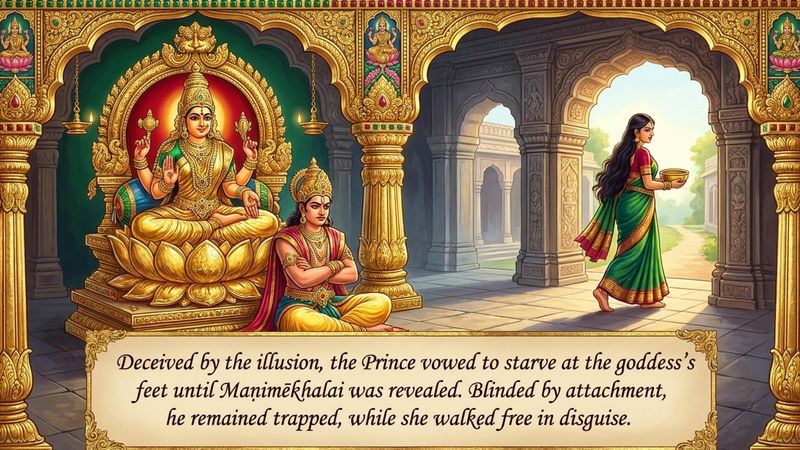 Deceived by the illusion, the Prince vowed to starve at the goddess’s
feet until Maṇimēkhalai was revealed. Blinded by attachment,
he remained trapped, while she walked free in disguise.